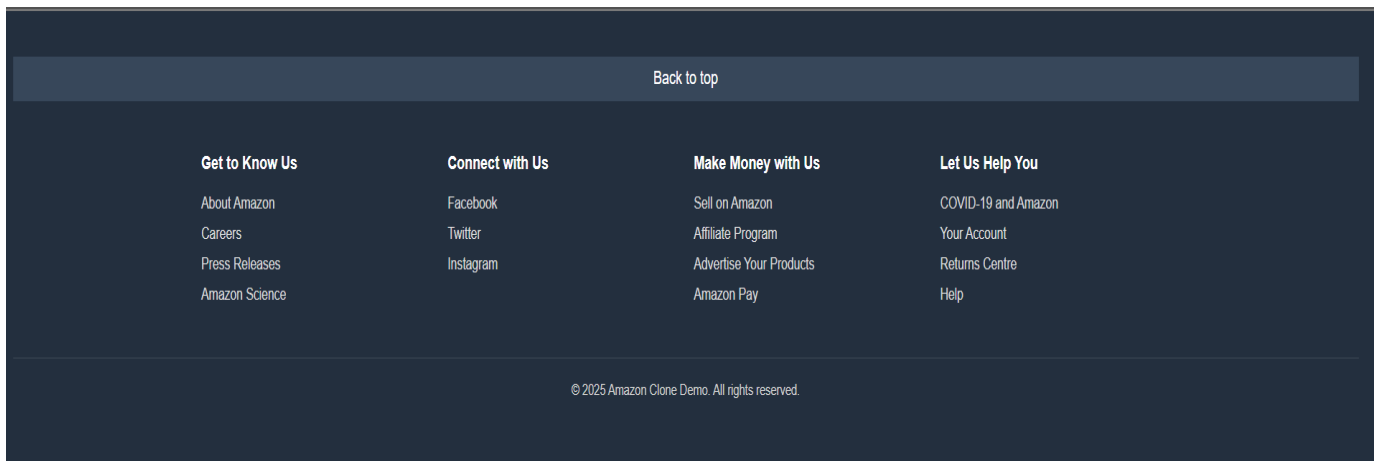 Back to top
Get to Know Us
About Amazon
Careers
Press Releases
Amazon Science
Connect with Us
Facebook
Twitter
Instagram
Make Money with Us
Sell on Amazon
Affiliate Program
Advertise Your Products
Amazon Pay
Let Us Help You
COVID-19 and Amazon
Your Account
Returns Centre
Help
© 2025 Amazon Clone Demo. All rights reserved.